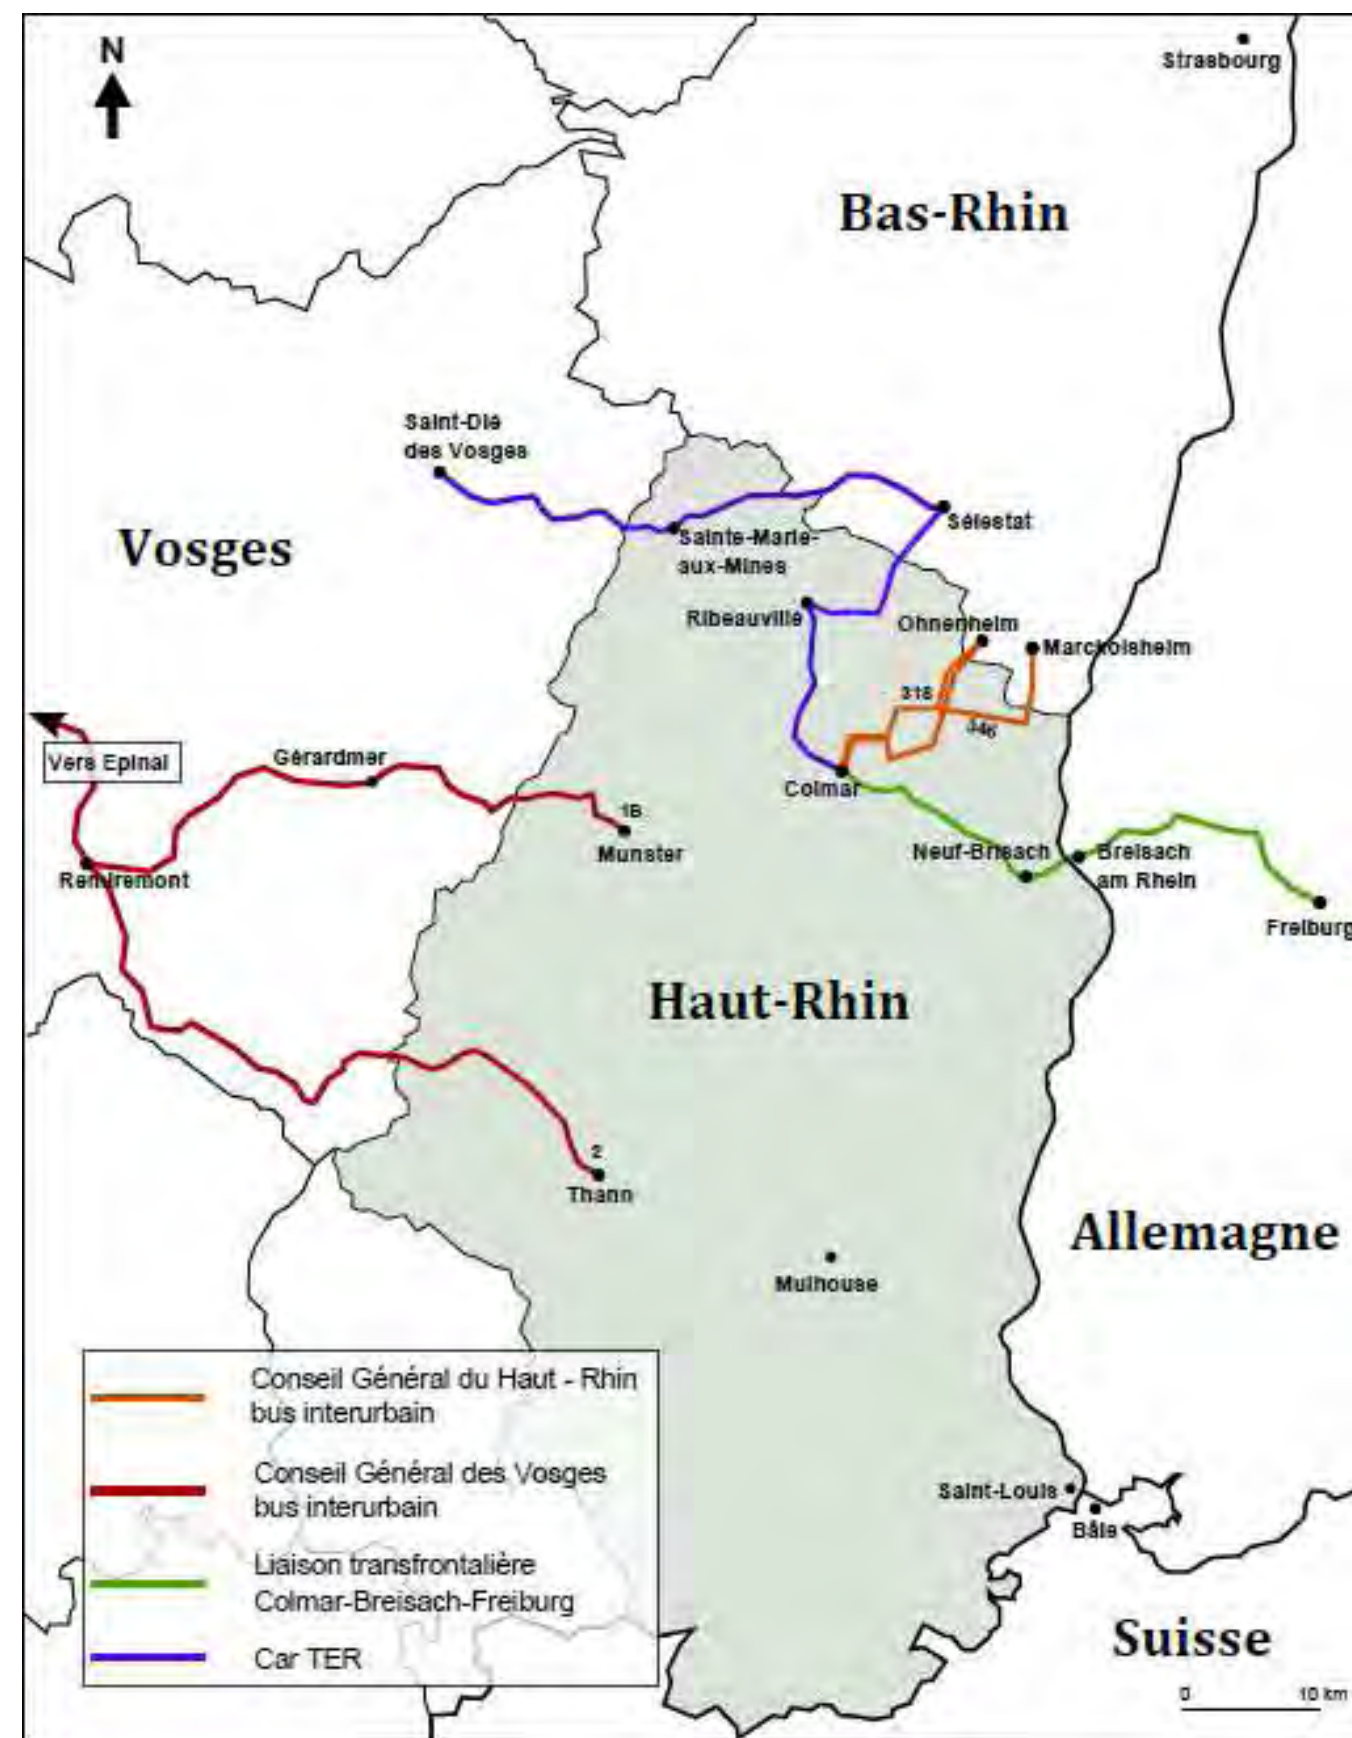 N
Strasbourg
Bas-Rhin
Saint-Dié
des Vosges
Vosges
Sélestat
Sainte-Marie-
aux-Mines
Ribeauvillé
Ohnenheim
Marckolsheim
318
346
Vers Epinal
Gérardmer
Colmar
1B
Munster
Neuf-Brisach
Breisach
am Rhein
Remiremont
Freiburg
Haut-Rhin
2
Thann
Allemagne
Mulhouse
Conseil Général du Haut - Rhin
bus interurbain
Conseil Général des Vosges
bus interurbain
Liaison transfrontalière
Colmar-Breisach-Freiburg
Car TER
Saint-Louis
Bâle
Suisse
0 10 km